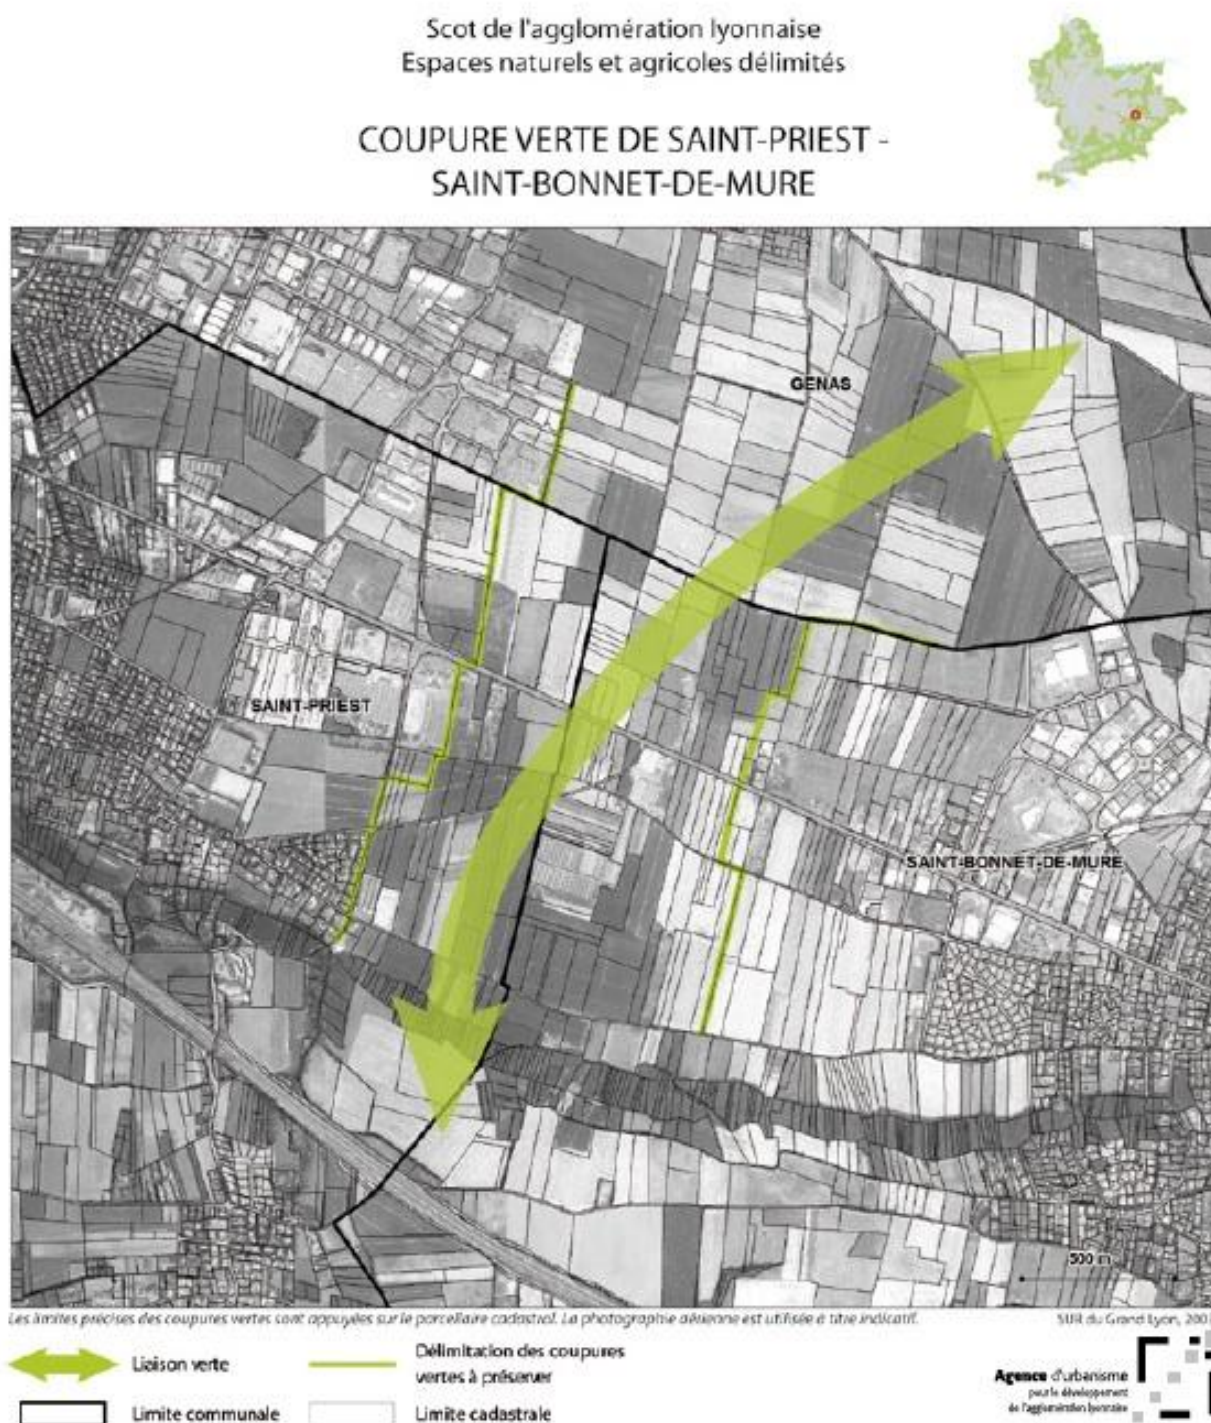 Scot de l'agglomération lyonnaise
Espaces naturels et agricoles délimités
COUPURE VERTE DE SAINT-PRIEST -
SAINT-BONNET-DE-MURE
GENAS
SAINT-PRIEST
SAINT-BONNET-DE-MURE
500 m
Les limites précises des coupures vertes sont appuyées sur le parcellaire cadastral. La photographie aérienne est utilisée à titre indicatif.
SUR du Grand Lyon, 200
Liaison verte
Délimitation des coupures
vertes à préserver
Limite communale
Limite cadastrale
Agence d'urbanisme
pour le développement
de l'agglomération lyonnaise